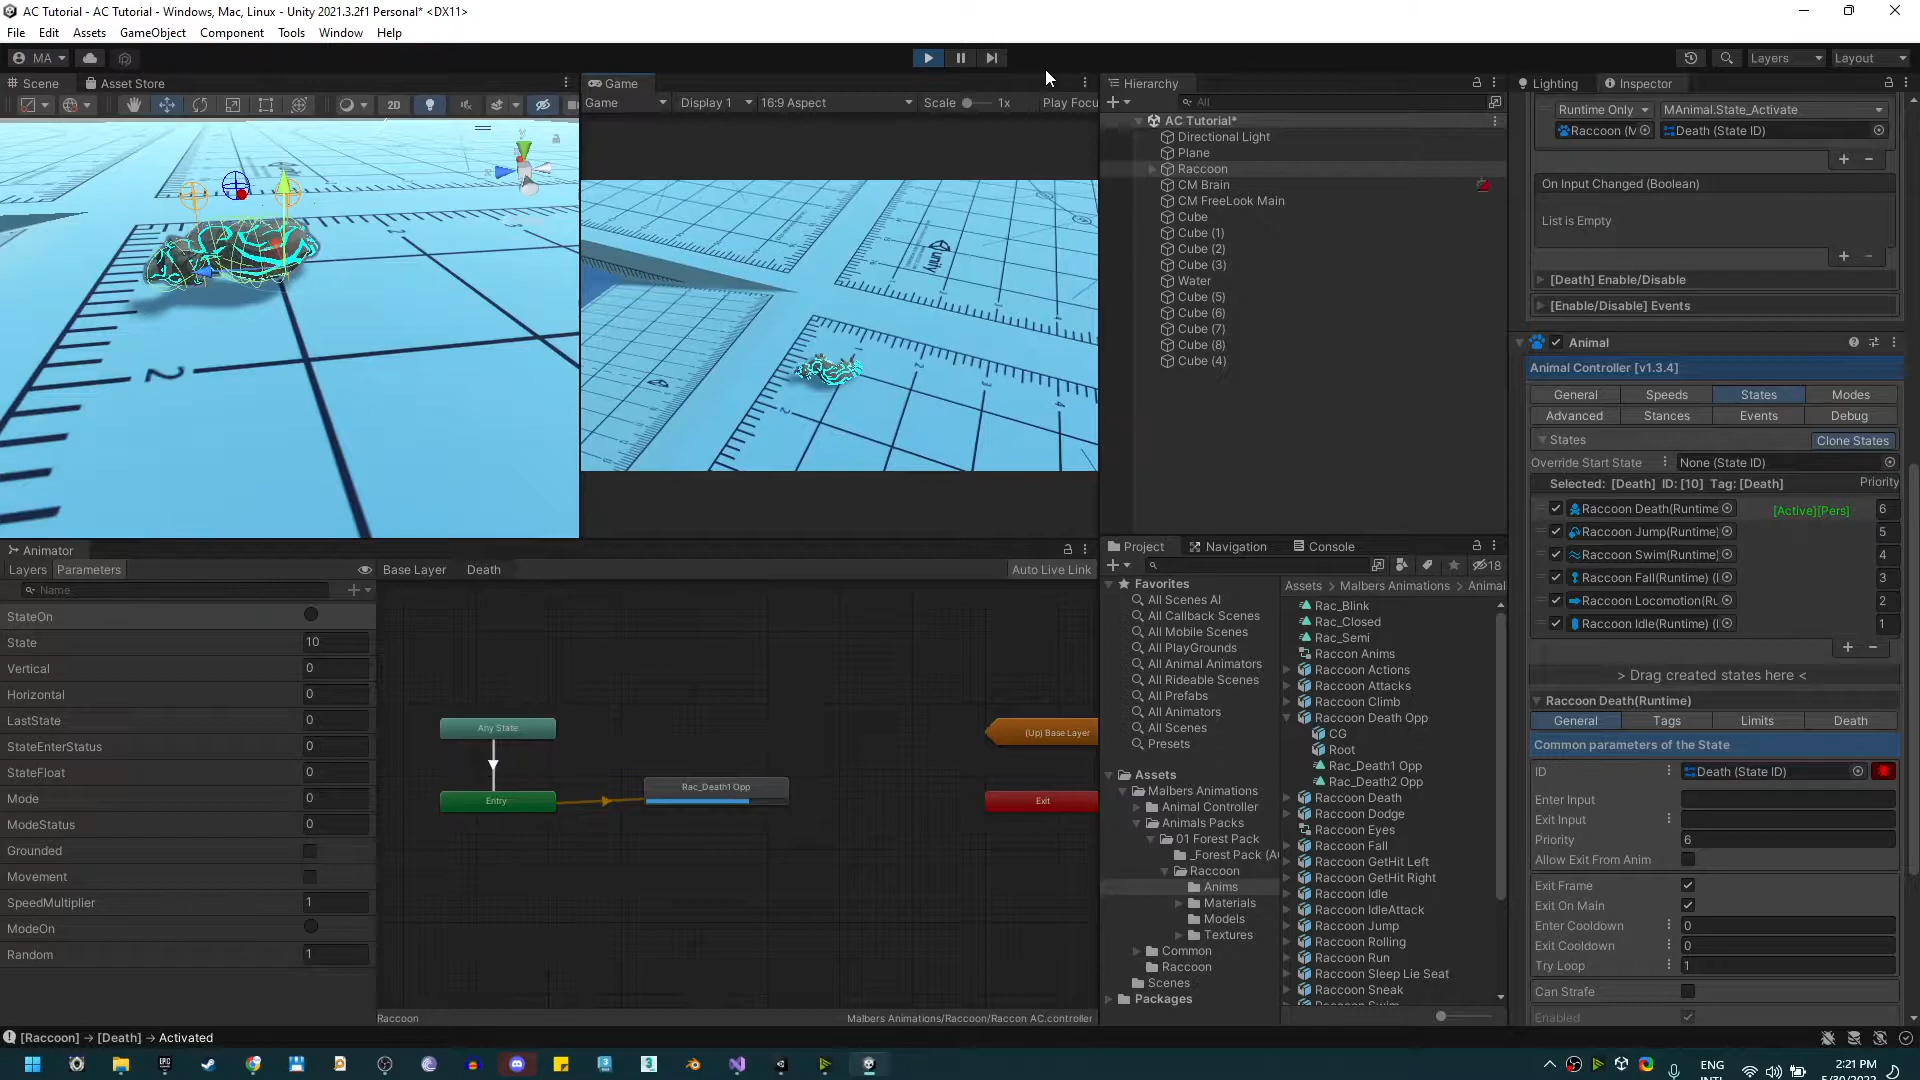 AC Tutorial - AC Tutorial - Windows, Mac, Linux - Unity 2021.3.2f1 Personal* <DX11>
File Edit Assets GameObject Component Tools Window Help
MA Layers Layout
Scene Asset Store
2D
Game
Game Display 1 16:9 Aspect Scale 1x Play Focu
unity
Hierarchy
All
AC Tutorial*
Directional Light
Plane
Raccoon
CM Brain
CM FreeLook Main
Cube
Cube (1)
Cube (2)
Cube (3)
Water
Cube (5)
Cube (6)
Cube (7)
Cube (8)
Cube (4)
Lighting Inspector
Runtime Only MAnimal.State_Activate
Raccoon (M Death (State ID)
On Input Changed (Boolean)
List is Empty
[Death] Enable/Disable
[Enable/Disable] Events
Animal
Animal Controller [v1.3.4]
General Speeds States Modes
Advanced Stances Events Debug
States Clone States
Override Start State None (State ID)
Selected: [Death] ID: [10] Tag: [Death] Priority
Raccoon Death(Runtime [Active][Pers] 6
Raccoon Jump(Runtime) 5
Raccoon Swim(Runtime) 4
Raccoon Fall(Runtime) ( 3
Raccoon Locomotion(Ru 2
Raccoon Idle(Runtime) ( 1
> Drag created states here <
Raccoon Death(Runtime)
General Tags Limits Death
Common parameters of the State
ID Death (State ID)
Enter Input
Exit Input
Priority 6
Allow Exit From Anim
Exit Frame
Exit On Main
Enter Cooldown 0
Exit Cooldown 0
Try Loop 1
Can Strafe
Enabled
Animator
Layers Parameters
Name
StateOn
State 10
Vertical 0
Horizontal 0
LastState 0
StateEnterStatus 0
StateFloat 0
Mode 0
ModeStatus 0
Grounded
Movement
SpeedMultiplier 1
ModeOn
Random 1
Base Layer Death Auto Live Link
Any State
Entry
Rac_Death1 Opp
(Up) Base Layer
Exit
Raccoon Malbers Animations/Raccoon/Raccon AC.controller
Project Navigation Console
18
Favorites
All Scenes AI
All Callback Scenes
All Mobile Scenes
All PlayGrounds
All Animal Animators
All Rideable Scenes
All Prefabs
All Animators
All Scenes
Presets
Assets
Malbers Animations
Animal Controller
Animals Packs
01 Forest Pack
_Forest Pack (A
Raccoon
Anims
Materials
Models
Textures
Common
Raccoon
Scenes
Packages
Assets > Malbers Animations > Animal
Rac_Blink
Rac_Closed
Rac_Semi
Raccon Anims
Raccoon Actions
Raccoon Attacks
Raccoon Climb
Raccoon Death Opp
CG
Root
Rac_Death1 Opp
Rac_Death2 Opp
Raccoon Death
Raccoon Dodge
Raccoon Eyes
Raccoon Fall
Raccoon GetHit Left
Raccoon GetHit Right
Raccoon Idle
Raccoon IdleAttack
Raccoon Jump
Raccoon Rolling
Raccoon Run
Raccoon Sleep Lie Seat
Raccoon Sneak
[Raccoon] → [Death] → Activated
ENG
INTL
2:21 PM